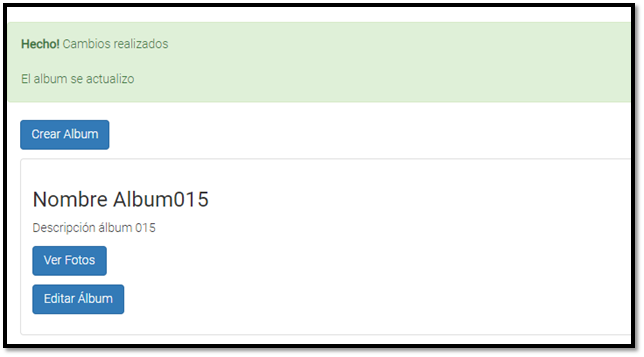 Hecho! Cambios realizados
El album se actualizo
Crear Album
Nombre Album015
Descripción álbum 015
Ver Fotos
Editar Álbum